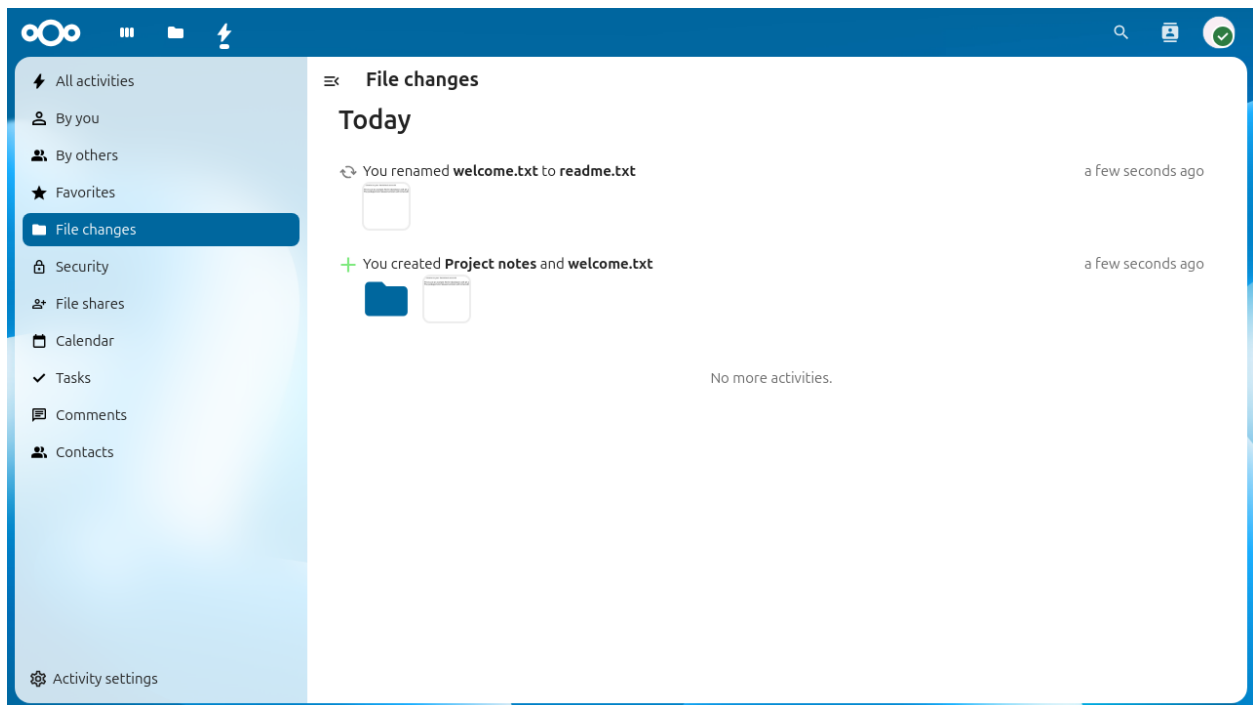 All activities
By you
By others
Favorites
File changes
Security
File shares
Calendar
Tasks
Comments
Contacts
Activity settings
File changes
Today
You renamed welcome.txt to readme.txt
a few seconds ago
You created Project notes and welcome.txt
a few seconds ago
No more activities.